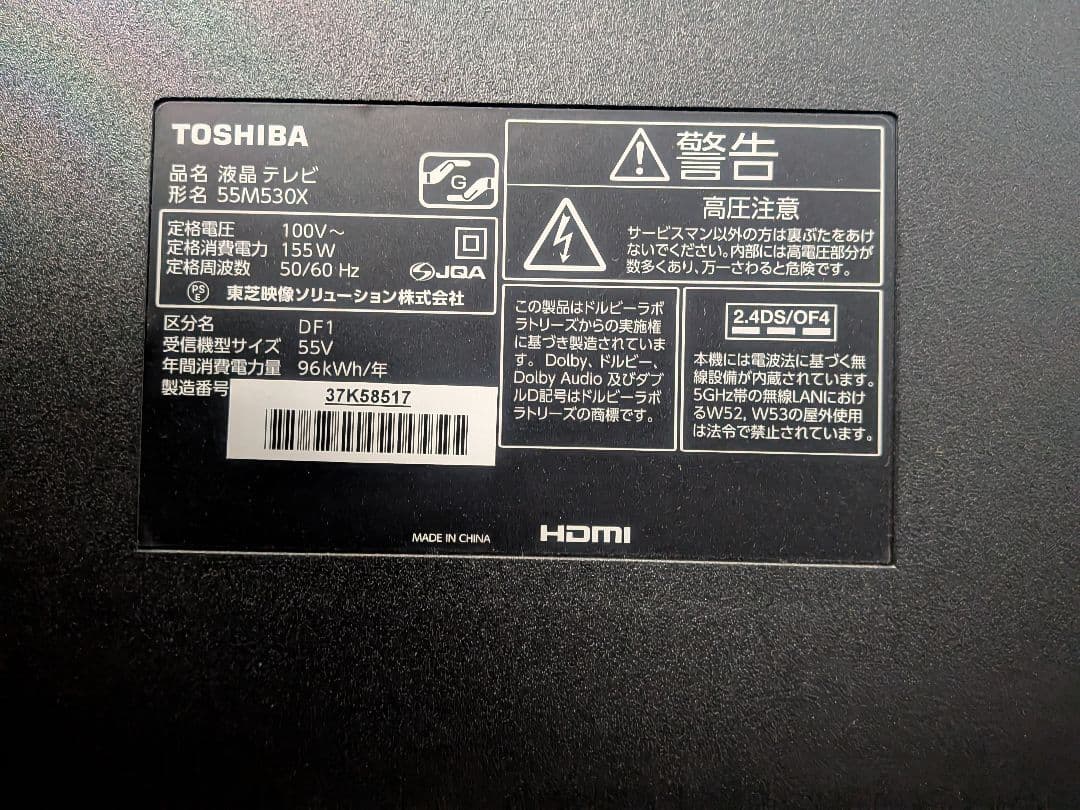 TOSHIBA
品名 液晶テレビ
形名 55M530X
G
定格電圧 100V～
定格消費電力 155W
定格周波数 50/60 Hz
JQA
PS
E
東芝映像ソリューション株式会社
区分名 DF1
受信機型サイズ 55V
年間消費電力量 96kWh/年
製造番号
37K58517
MADE IN CHINA
警告
高圧注意
サービスマン以外の方は裏ぶたをあけ
ないでください。内部には高電圧部分が
数多くあり、万一さわると危険です。
この製品はドルビーラボ
ラトリーズからの実施権
に基づき製造されていま
す。Dolby、ドルビー、
Dolby Audio 及びダブ
ルD記号はドルビーラボ
ラトリーズの商標です。
2.4DS/OF4
本機には電波法に基づく無
線設備が内蔵されています。
5GHz帯の無線LANにおけ
るW52, W53の屋外使用
は法令で禁止されています。
HDMI